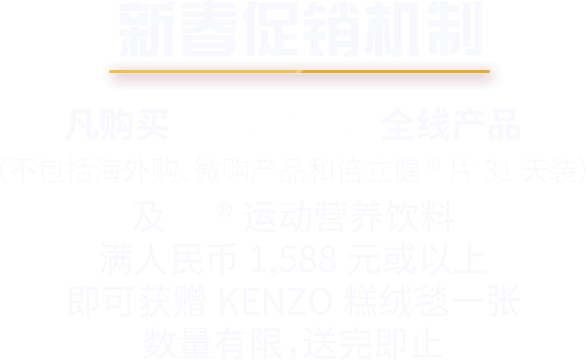 新春促销机制
凡购买 全线产品
(不包括海外购、微购产品和倍立健®片 31 天装)
及 ® 运动营养饮料
满人民币 1,588 元或以上
即可获赠 KENZO 糕绒毯一张
数量有限，送完即止